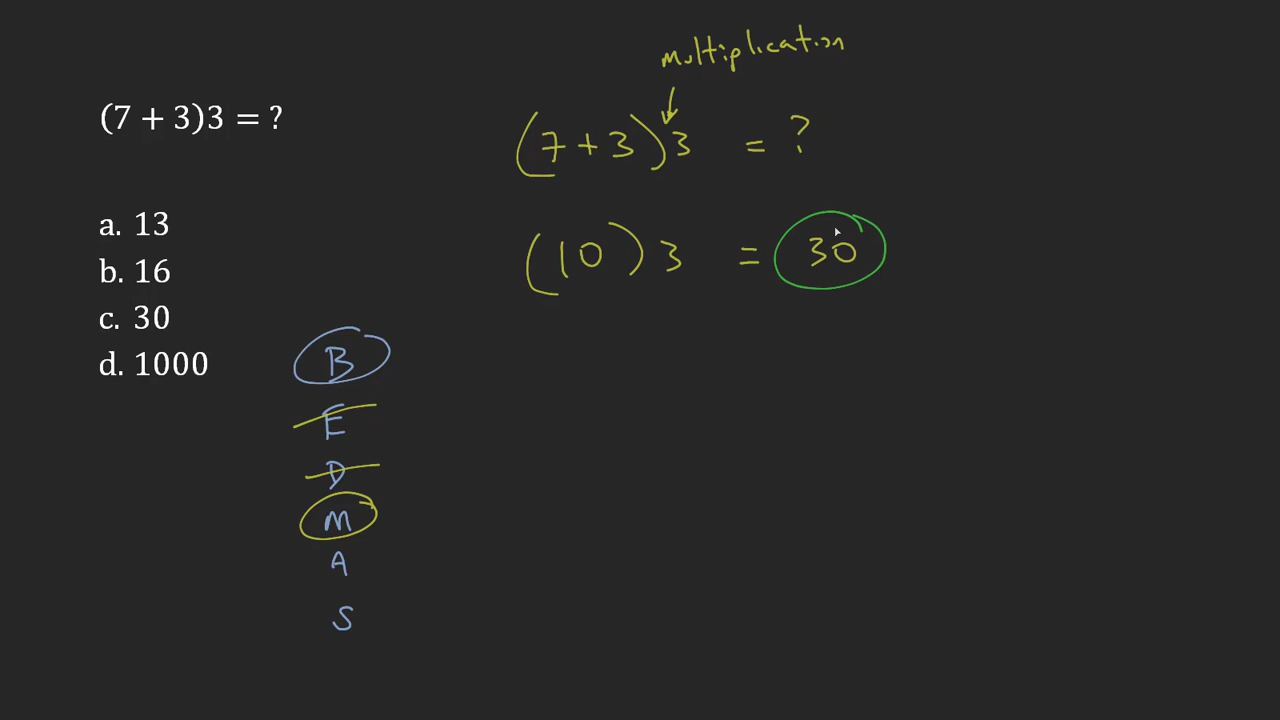 (7 + 3)3 = ?
a. 13
b. 16
c. 30
d. 1000
multiplication
(7+3)3 = ?
(10)3 = 30
B
E
D
M
A
S